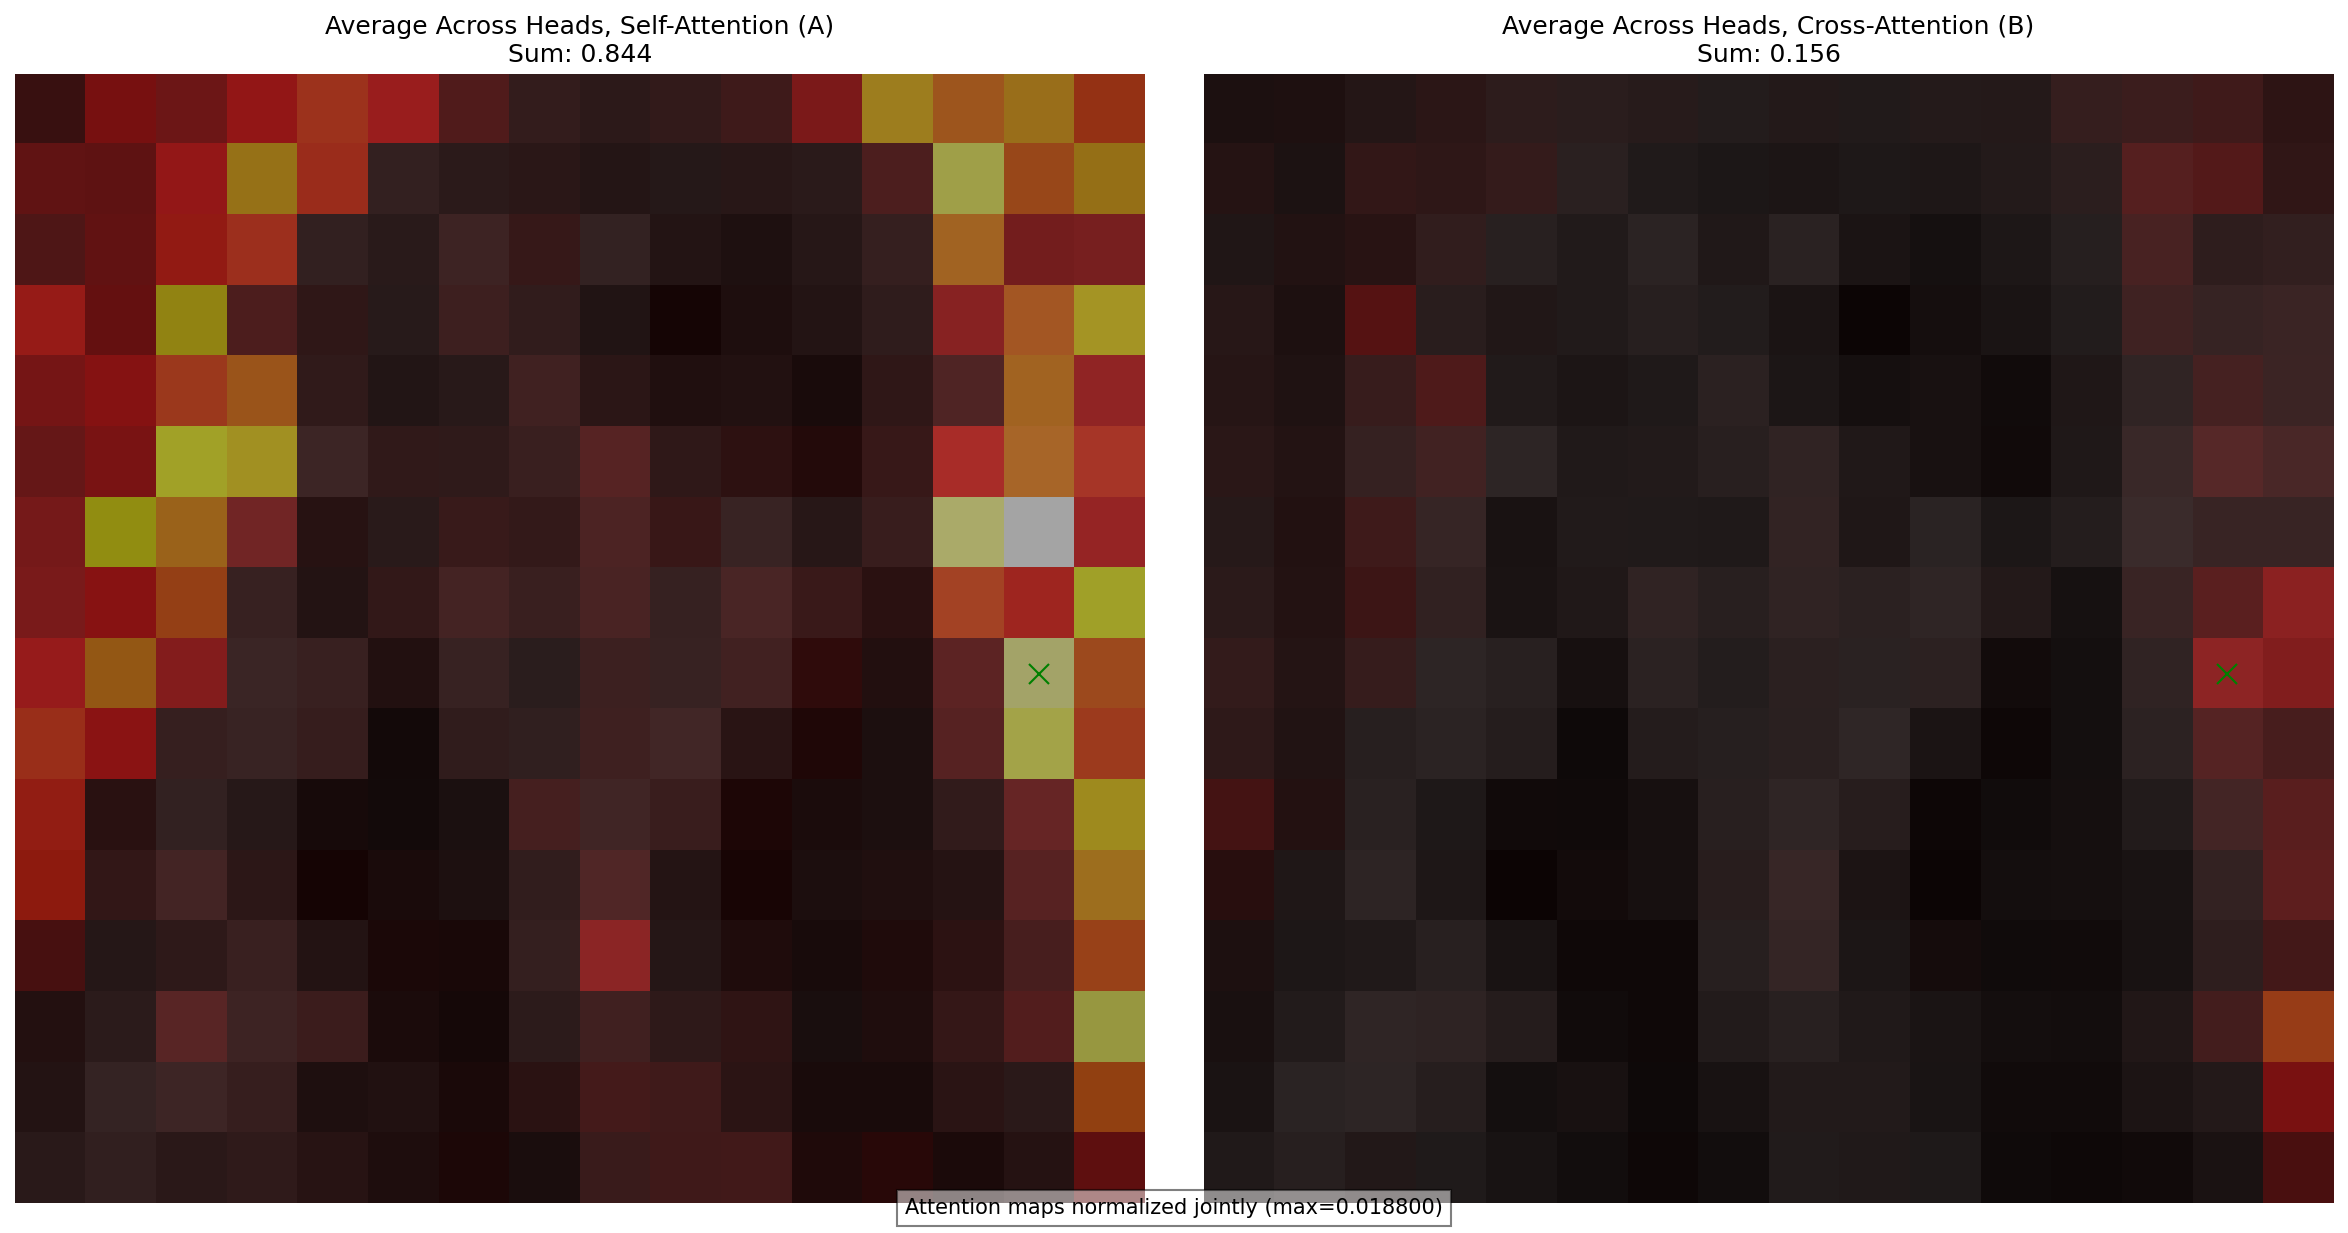 Average Across Heads, Self-Attention (A)
Sum: 0.844
Average Across Heads, Cross-Attention (B)
Sum: 0.156
Attention maps normalized jointly (max=0.018800)